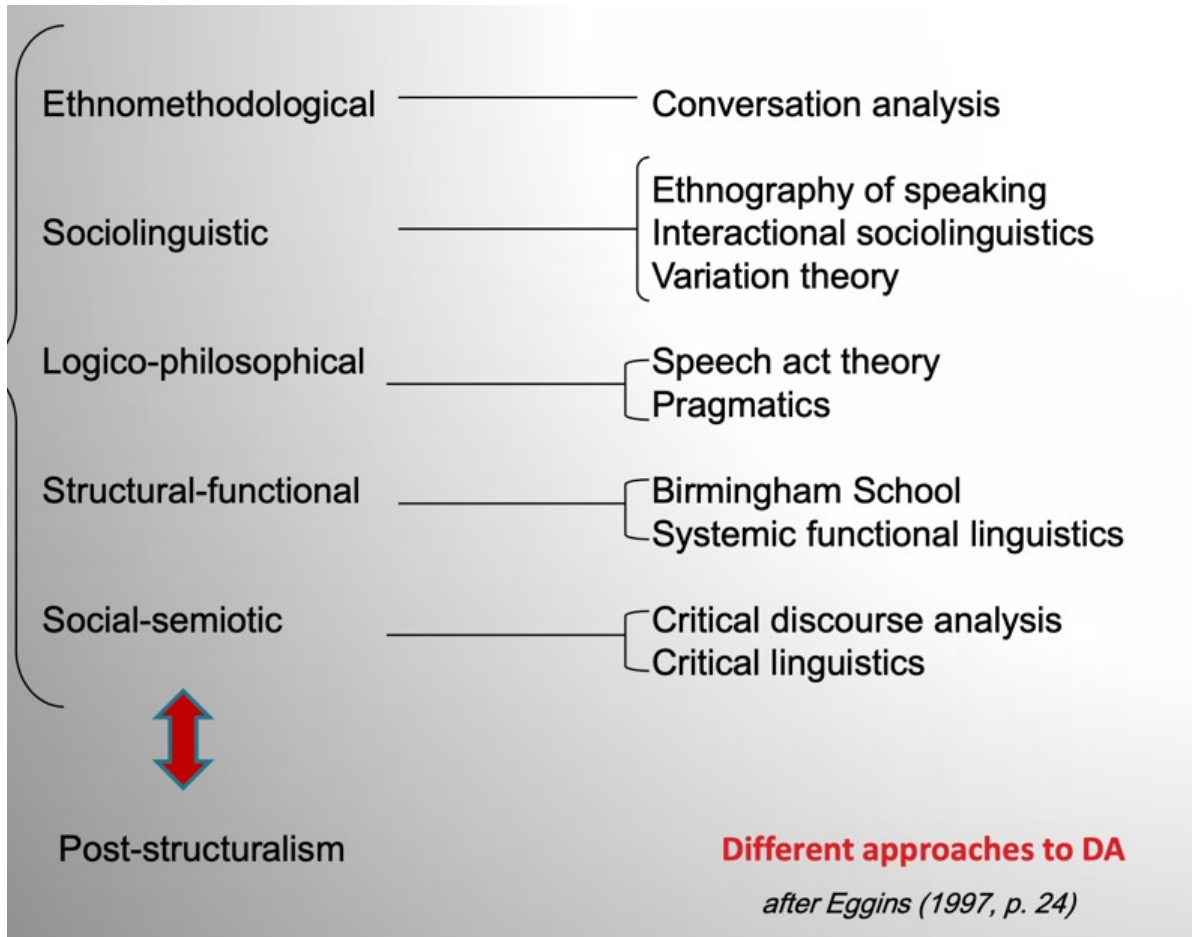 Ethnomethodological
Conversation analysis
Sociolinguistic
Ethnography of speaking
Interactional sociolinguistics
Variation theory
Logico-philosophical
Speech act theory
Pragmatics
Structural-functional
Birmingham School
Systemic functional linguistics
Social-semiotic
Critical discourse analysis
Critical linguistics
Post-structuralism
Different approaches to DA
after Eggins (1997, p. 24)